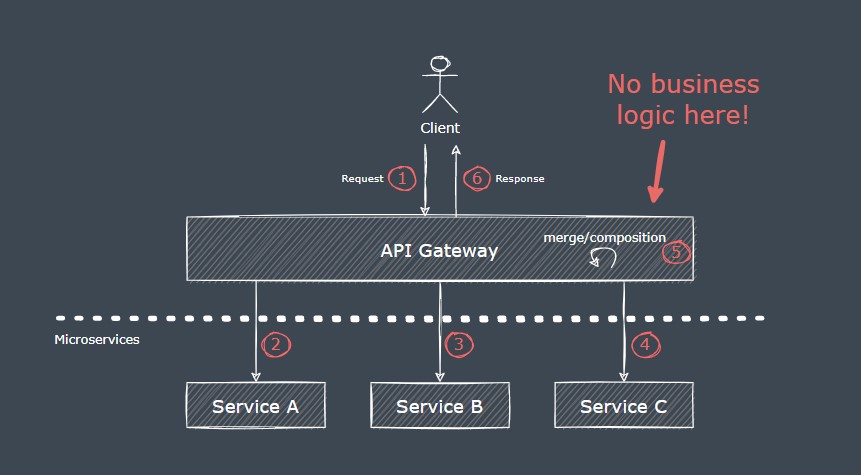 No business
logic here!
Client
Request 1
6 Response
API Gateway
merge/composition
5
2
3
4
Microservices
Service A
Service B
Service C